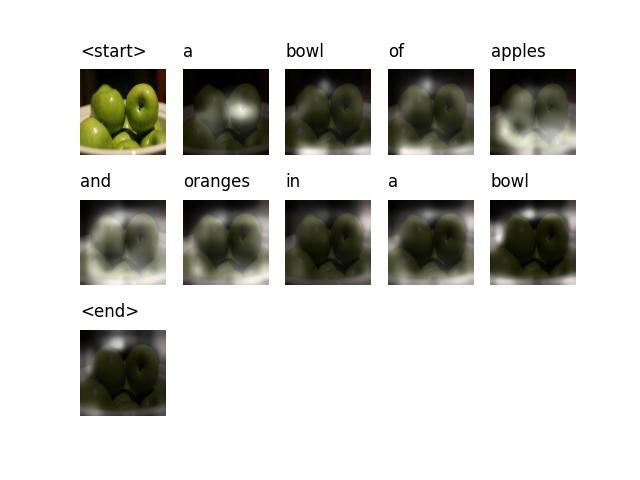 <start> a bowl of apples
and oranges in a bowl
<end>